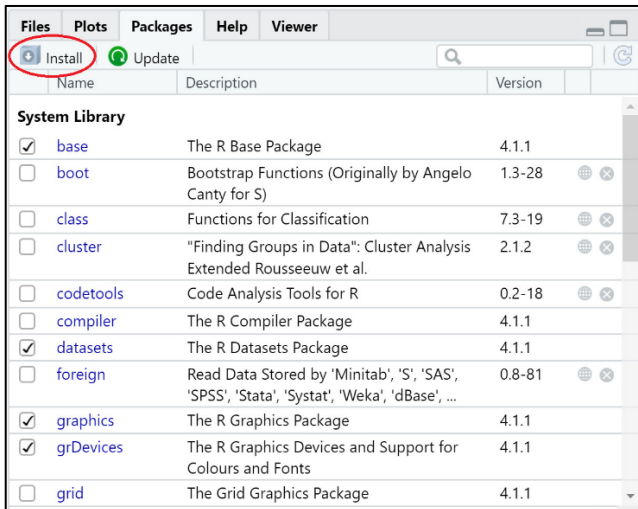 Files Plots Packages Help Viewer
Install Update
Name Description Version
System Library
base The R Base Package 4.1.1
boot Bootstrap Functions (Originally by Angelo 1.3-28
Canty for S)
class Functions for Classification 7.3-19
cluster "Finding Groups in Data": Cluster Analysis 2.1.2
Extended Rousseeuw et al.
codetools Code Analysis Tools for R 0.2-18
compiler The R Compiler Package 4.1.1
datasets The R Datasets Package 4.1.1
foreign Read Data Stored by 'Minitab', 'S', 'SAS', 0.8-81
'SPSS', 'Stata', 'Systat', 'Weka', 'dBase', ...
graphics The R Graphics Package 4.1.1
grDevices The R Graphics Devices and Support for 4.1.1
Colours and Fonts
grid The Grid Graphics Package 4.1.1